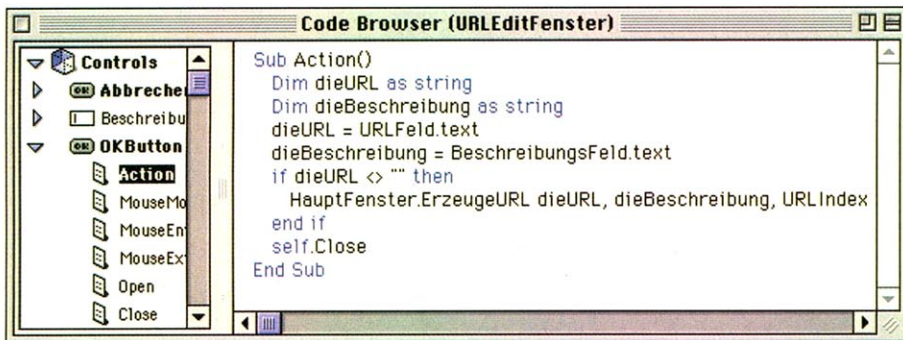 Code Browser (URLEditFenster)
Controls
Abbrecher
Beschreibu
OKButton
Action
MouseMo
MouseEn
MouseEx
Open
Close
Sub Action()
Dim dieURL as string
Dim dieBeschreibung as string
dieURL = URLFeld.text
dieBeschreibung = BeschreibungsFeld.text
if dieURL <> "" then
HauptFenster.ErzeugeURL dieURL, dieBeschreibung, URLIndex
end if
self.Close
End Sub